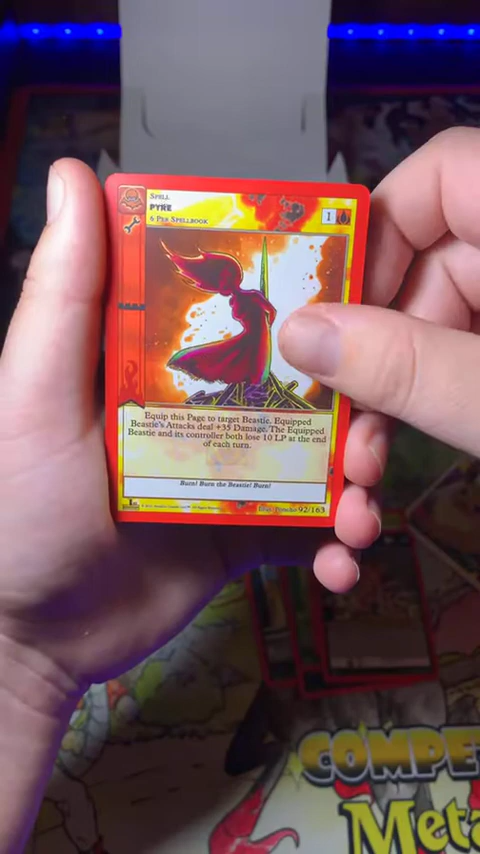 Spell
PYRE
6 Per Spellbook
1
Equip this Page to target Beastie. Equipped
Beastie's Attacks deal +35 Damage. The Equipped
Beastie and its controller both lose 10 LP at the end
of each turn.
Burn! Burn the Beastie! Burn!
1st
92/163
COMPE
Meta